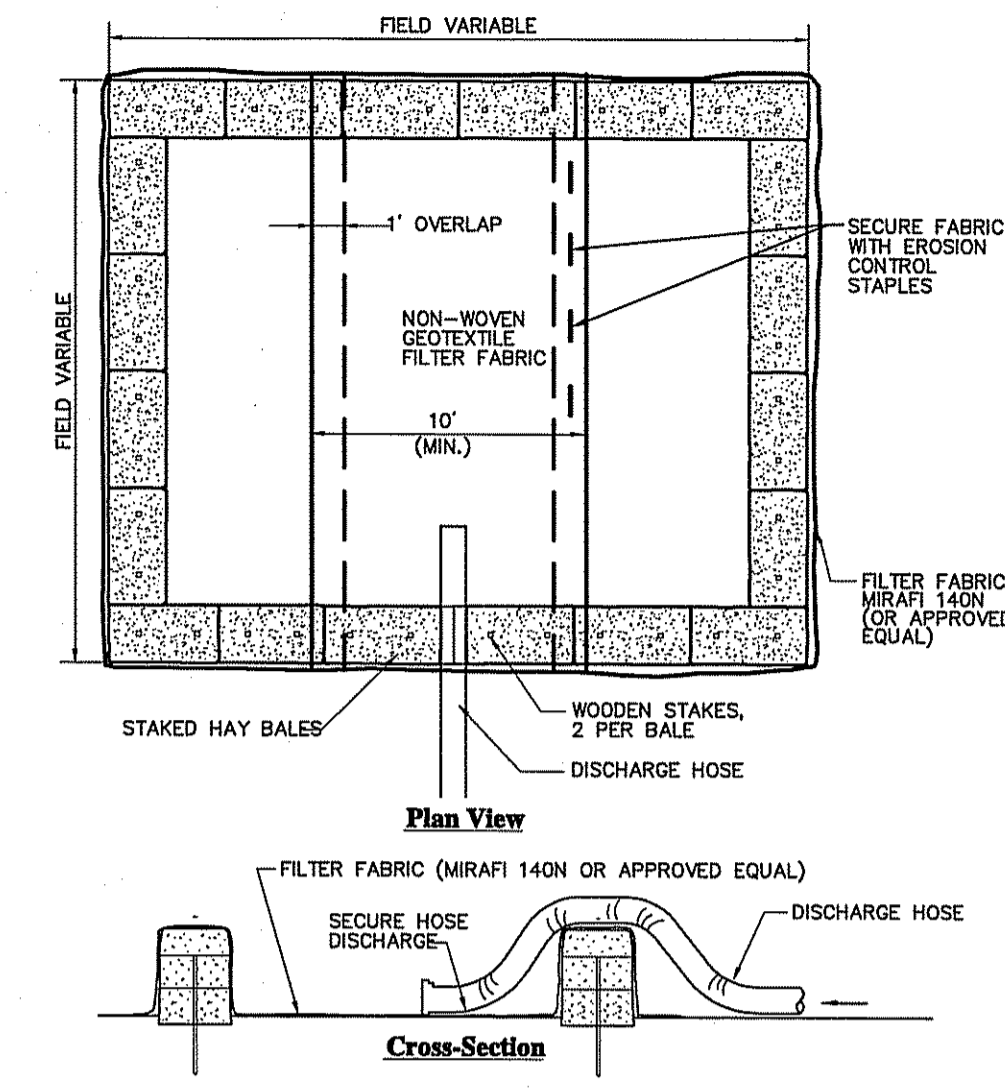 FIELD VARIABLE
FIELD VARIABLE
1' OVERLAP
SECURE FABRIC
WITH EROSION
CONTROL
STAPLES
NON-WOVEN
GEOTEXTILE
FILTER FABRIC
10'
(MIN.)
FILTER FABRIC
MIRAFI 140N
(OR APPROVED
EQUAL)
STAKED HAY BALES
WOODEN STAKES,
2 PER BALE
DISCHARGE HOSE
Plan View
FILTER FABRIC (MIRAFI 140N OR APPROVED EQUAL)
SECURE HOSE
DISCHARGE
DISCHARGE HOSE
Cross-Section